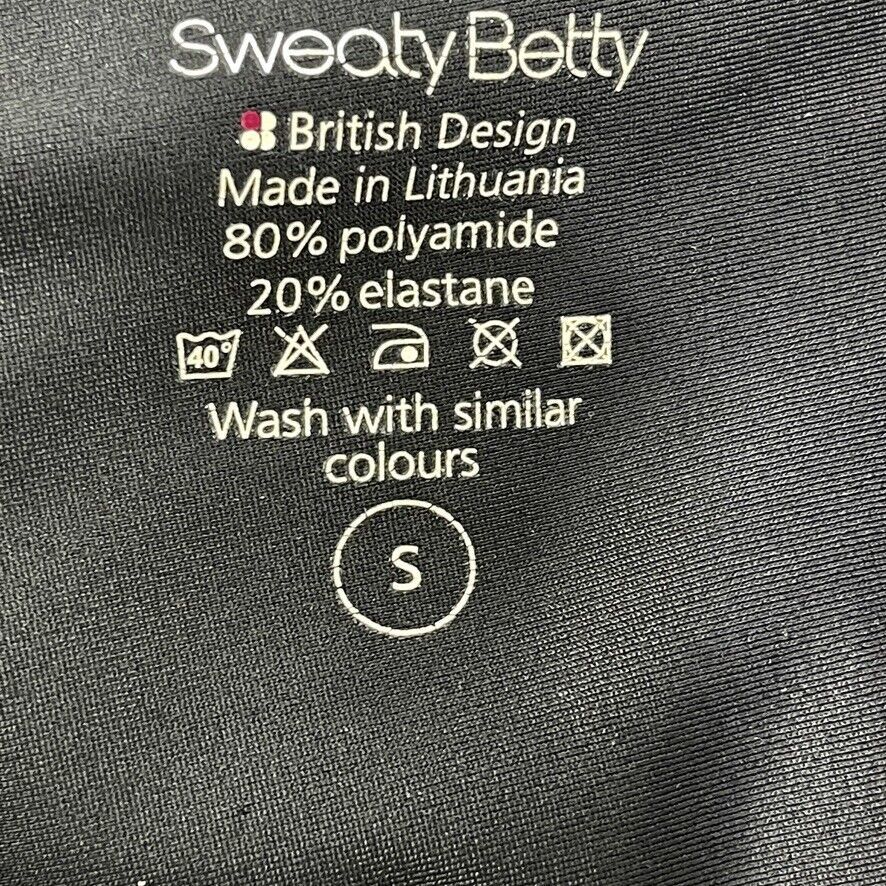 Sweaty Betty
British Design
Made in Lithuania
80% polyamide
20% elastane
40°
Wash with similar
colours
S